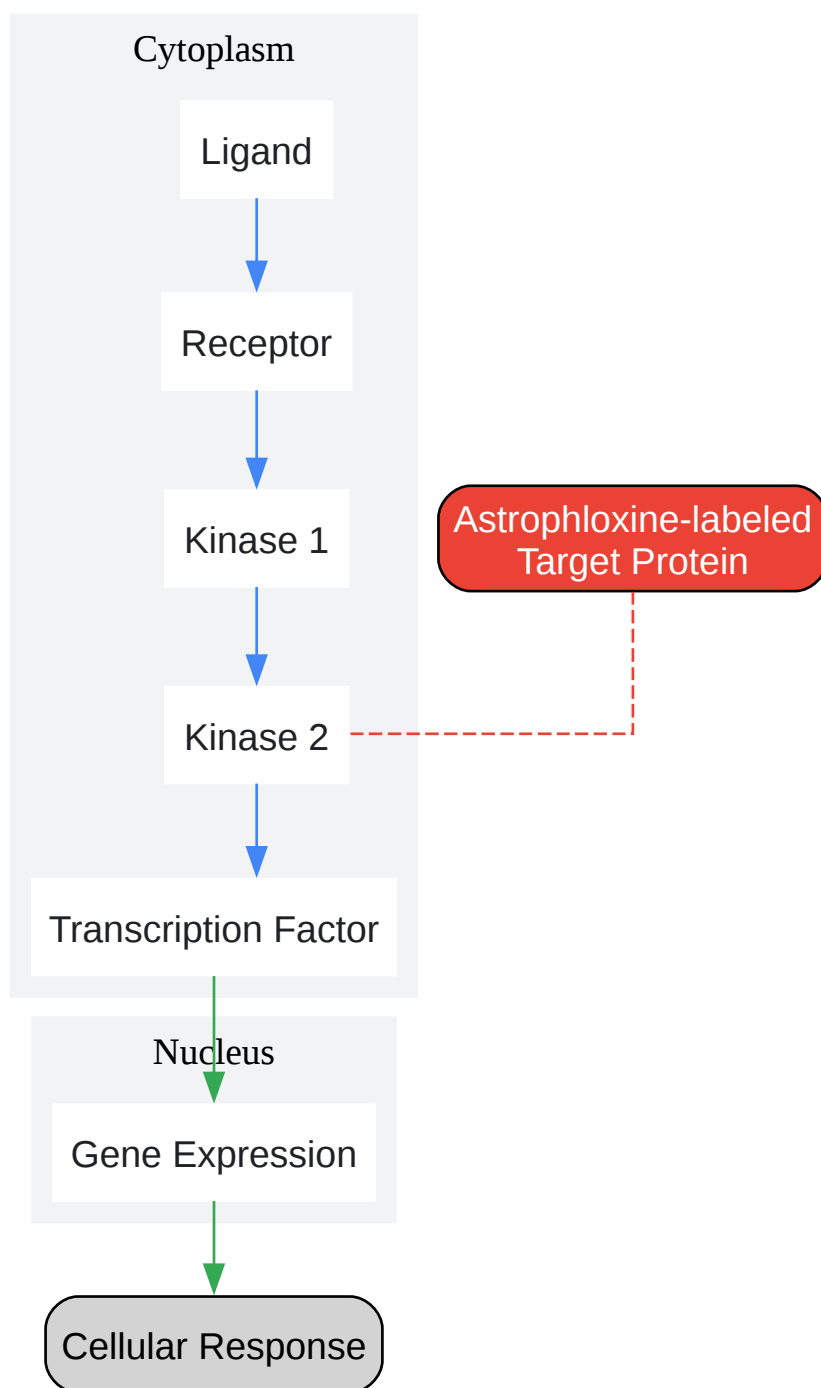 Cytoplasm
Ligand
Receptor
Kinase 1
Astrophloxine-labeled
Target Protein
Kinase 2
Transcription Factor
Nucleus
Gene Expression
Cellular Response